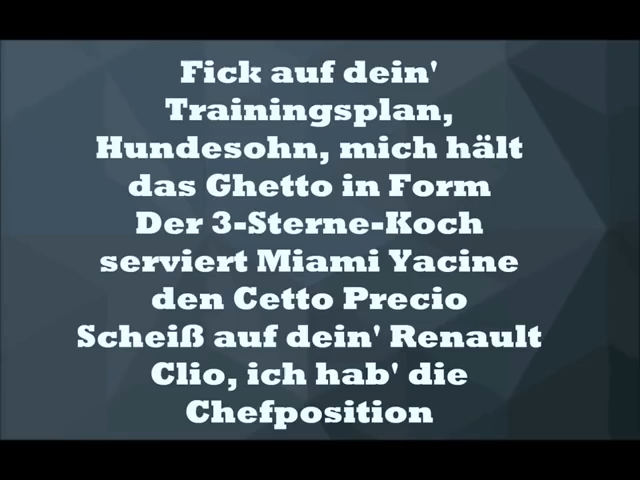 Fick auf dein'
Trainingsplan,
Hundesohn, mich hält
das Ghetto in Form
Der 3-Sterne-Koch
serviert Miami Yacine
den Cetto Precio
Scheiß auf dein' Renault
Clio, ich hab' die
Chefposition